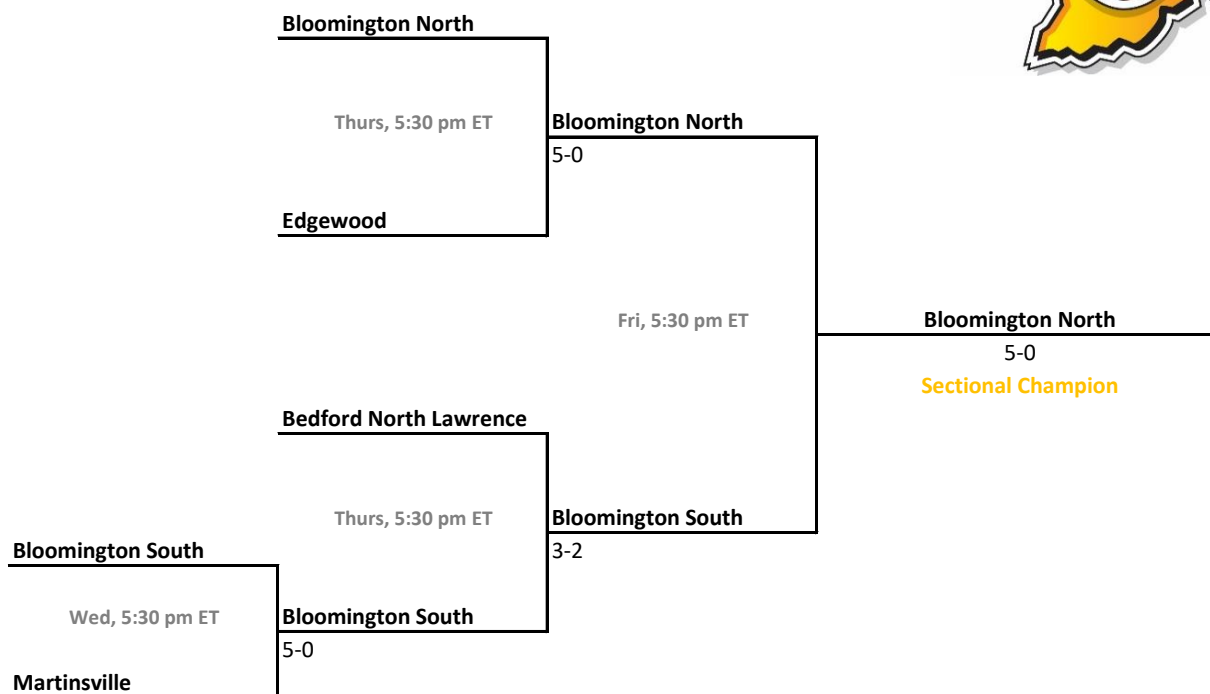 Bloomington North
Thurs, 5:30 pm ET
Bloomington North
5-0
Edgewood
Fri, 5:30 pm ET
Bloomington North
5-0
Sectional Champion
Bedford North Lawrence
Thurs, 5:30 pm ET
Bloomington South
3-2
Bloomington South
Wed, 5:30 pm ET
Bloomington South
5-0
Martinsville